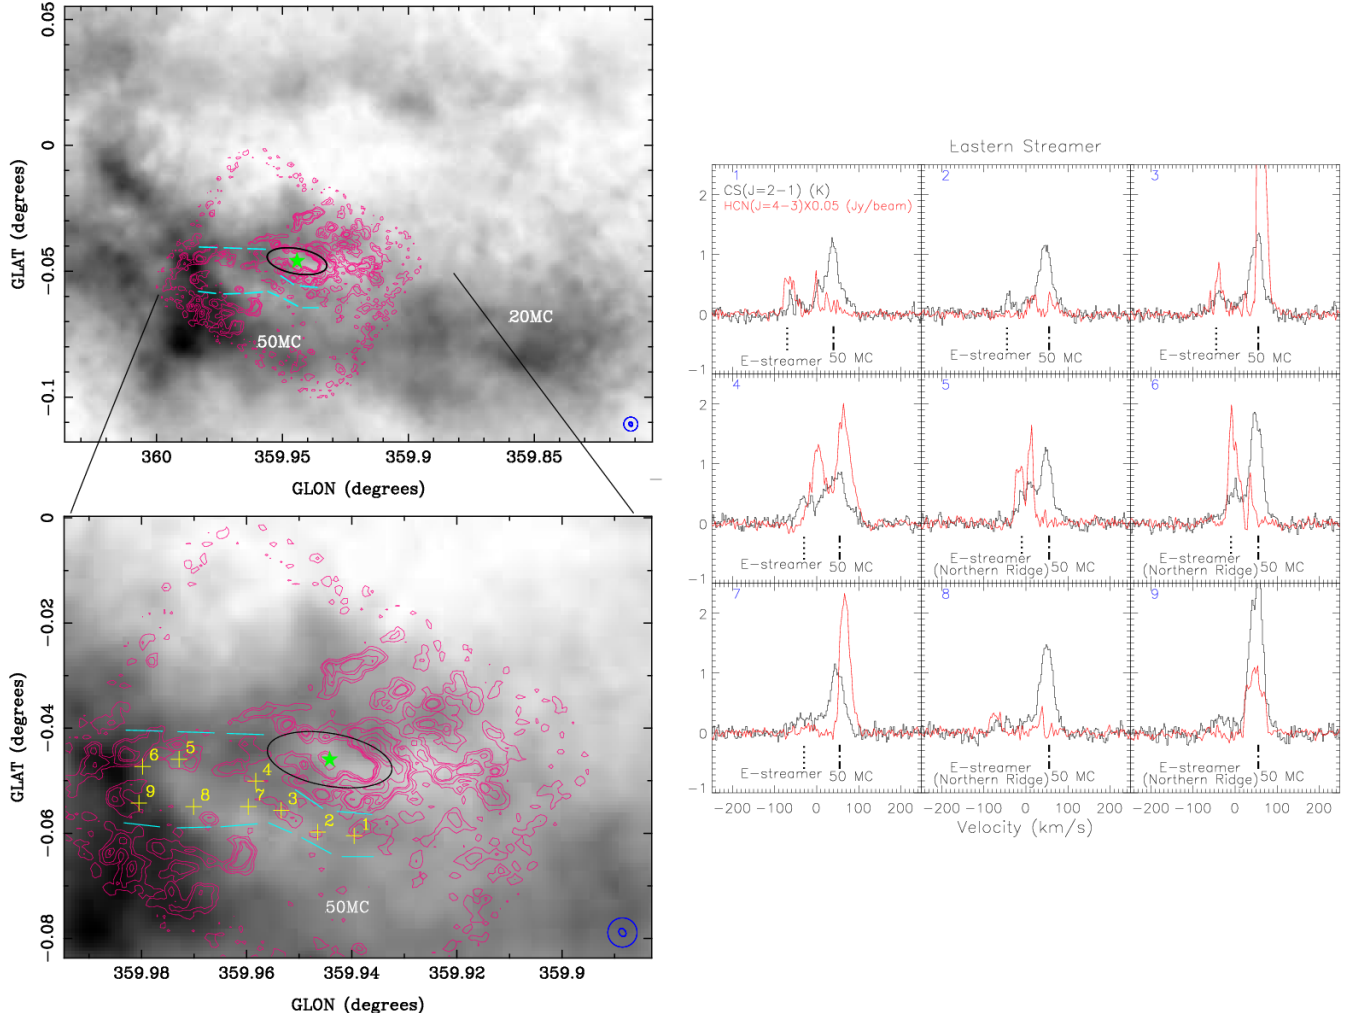 0.05
0
−0.05
−0.1
GLAT (degrees)
50MC
20MC
360
359.95
359.9
359.85
GLON (degrees)
0
−0.02
−0.04
−0.06
−0.08
GLAT (degrees)
6
5
4
9
8
7
3
2
1
50MC
359.98
359.96
359.94
359.92
359.9
GLON (degrees)
Eastern Streamer
1
2
3
CS(J=2−1) (K)
HCN(J=4−3)X0.05 (Jy/beam)
2
1
0
−1
E−streamer 50 MC
E−streamer 50 MC
E−streamer 50 MC
4
5
6
2
1
0
−1
E−streamer 50 MC
E−streamer
(Northern Ridge) 50 MC
E−streamer
(Northern Ridge) 50 MC
7
8
9
2
1
0
−1
E−streamer 50 MC
E−streamer
(Northern Ridge) 50 MC
E−streamer
(Northern Ridge) 50 MC
−200 −100 0 100 200
−100 0 100 200
−100 0 100 200
Velocity (km/s)